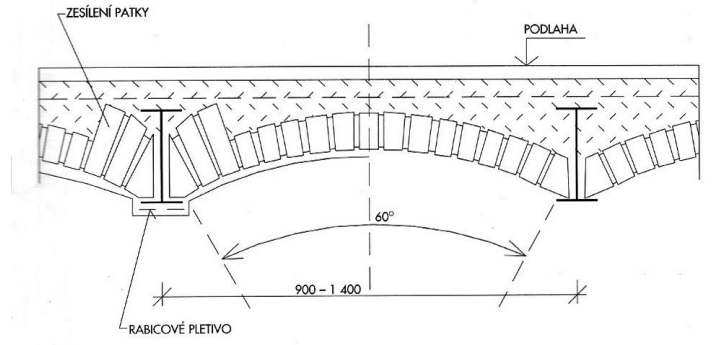 ZESÍLENÍ PATKY
PODLAHA
60°
900 – 1 400
RABICOVÉ PLETIVO